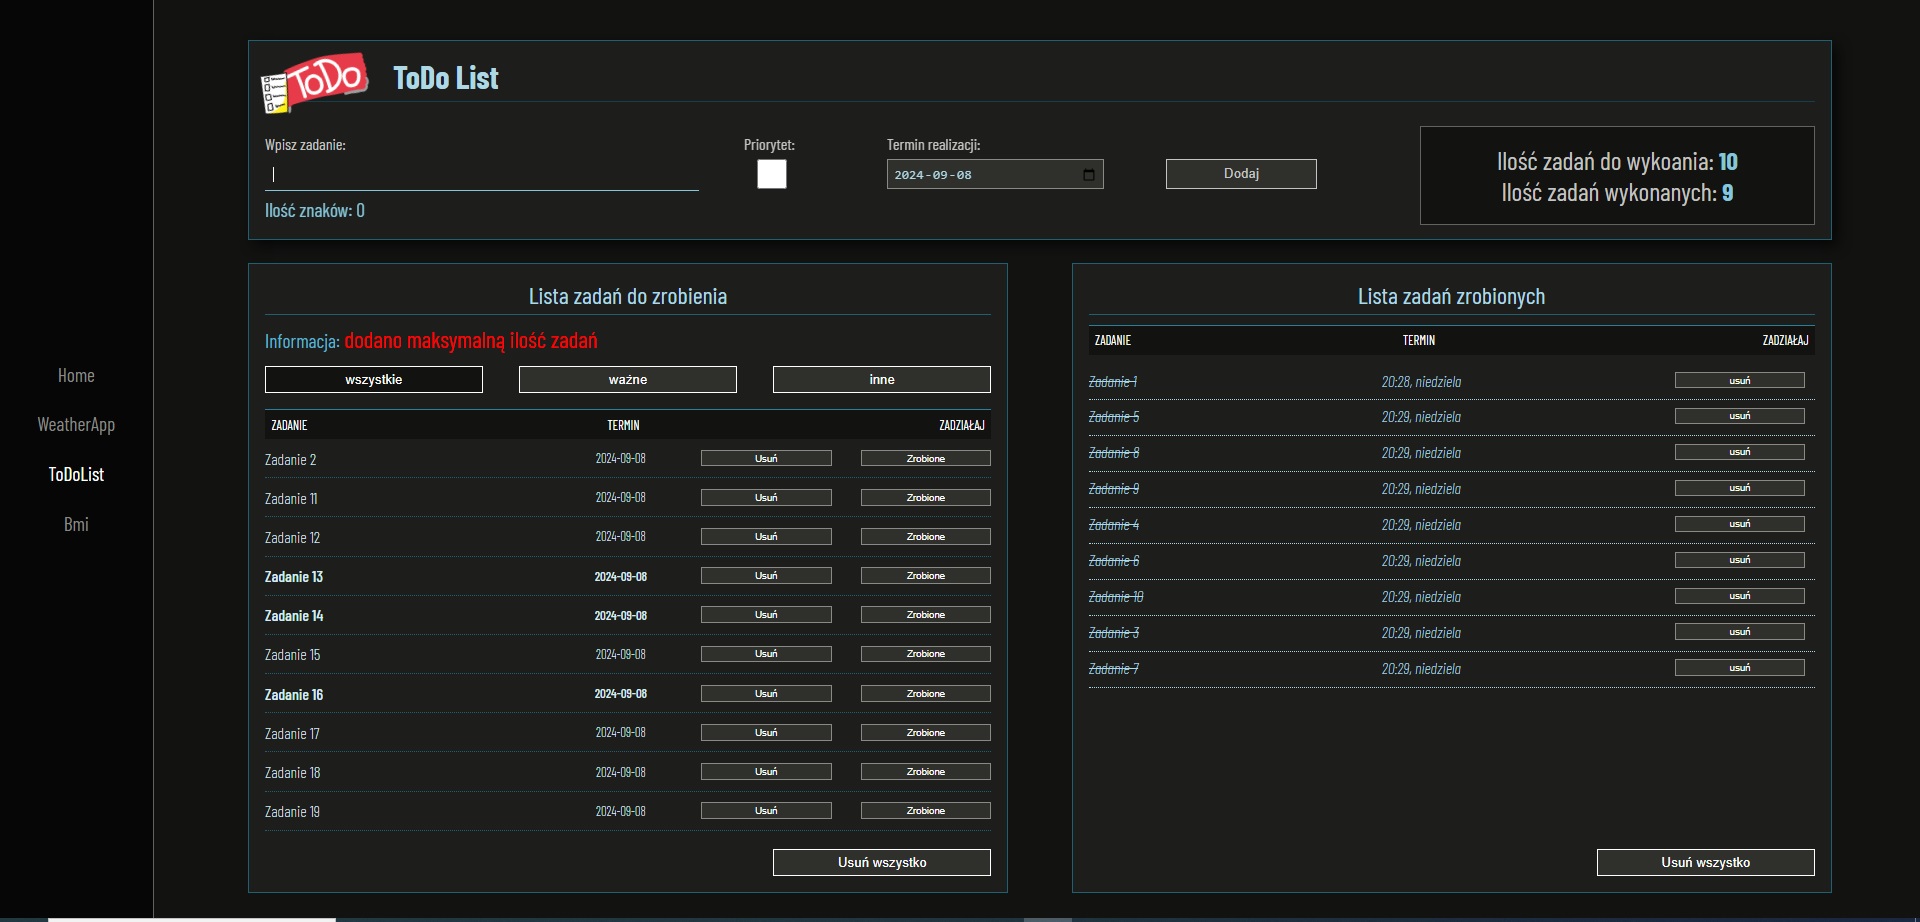 Home
WeatherApp
ToDoList
Bmi
ToDo
ToDo List
Wpisz zadanie:
Priorytet:
Termin realizacji:
2024-09-08
Dodaj
Ilość znaków: 0
Ilość zadań do wykoania: 10
Ilość zadań wykonanych: 9
Lista zadań do zrobienia
Informacja: dodano maksymalną ilość zadań
wszystkie ważne inne
ZADANIE TERMIN ZADZIAŁAJ
Zadanie 2 2024-09-08 Usuń Zrobione
Zadanie 11 2024-09-08 Usuń Zrobione
Zadanie 12 2024-09-08 Usuń Zrobione
Zadanie 13 2024-09-08 Usuń Zrobione
Zadanie 14 2024-09-08 Usuń Zrobione
Zadanie 15 2024-09-08 Usuń Zrobione
Zadanie 16 2024-09-08 Usuń Zrobione
Zadanie 17 2024-09-08 Usuń Zrobione
Zadanie 18 2024-09-08 Usuń Zrobione
Zadanie 19 2024-09-08 Usuń Zrobione
Usuń wszystko
Lista zadań zrobionych
ZADANIE TERMIN ZADZIAŁAJ
Zadanie 1 20:28, niedziela usuń
Zadanie 5 20:29, niedziela usuń
Zadanie 8 20:29, niedziela usuń
Zadanie 9 20:29, niedziela usuń
Zadanie 4 20:29, niedziela usuń
Zadanie 6 20:29, niedziela usuń
Zadanie 10 20:29, niedziela usuń
Zadanie 3 20:29, niedziela usuń
Zadanie 7 20:29, niedziela usuń
Usuń wszystko